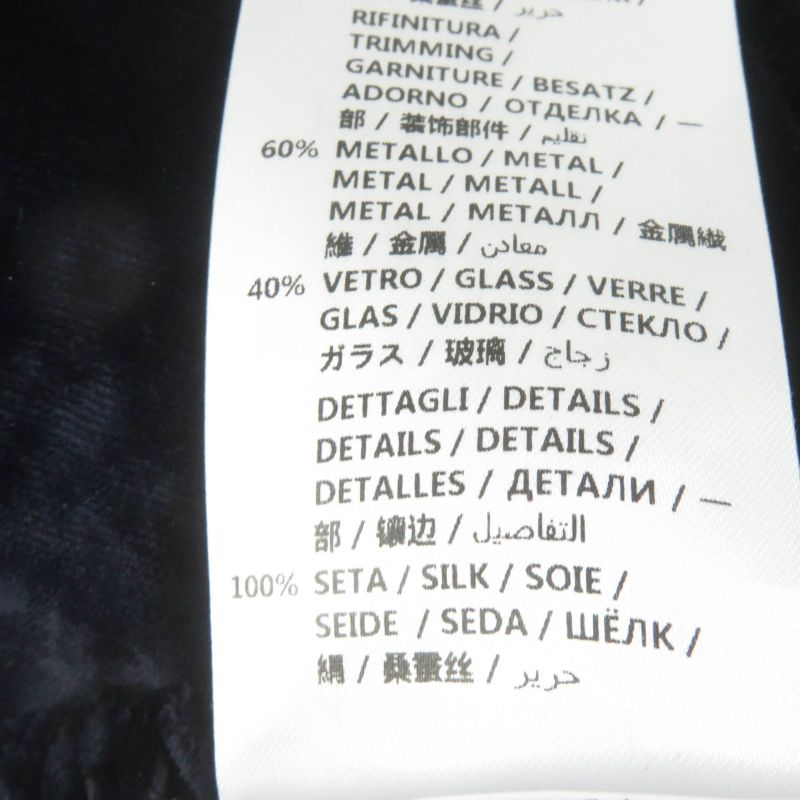 RIFINITURA /
TRIMMING /
GARNITURE / BESATZ /
ADORNO / ОТДЕЛКА / 一
部 / 装饰部件 / تقليم
60% METALLO / METAL /
METAL / METALL /
METAL / МЕТАЛЛ / 金属繊
維 / 金属 / معادن
40% VETRO / GLASS / VERRE /
GLAS / VIDRIO / СТЕКЛО /
ガラス / 玻璃 / زجاج
DETTAGLI / DETAILS /
DETAILS / DETAILS /
DETALLES / ДЕТАЛИ / 一
部 / 镶边 / التفاصيل
100% SETA / SILK / SOIE /
SEIDE / SEDA / ШЁЛК /
絹 / 桑蚕丝 / حرير